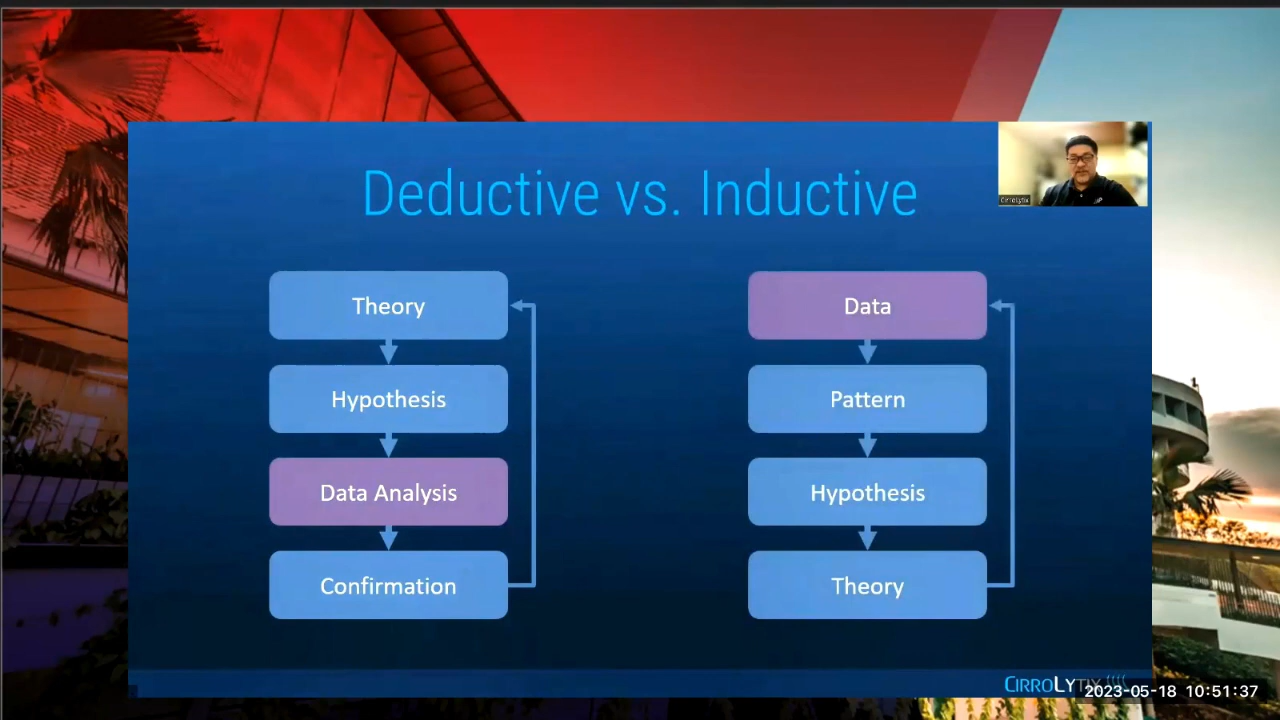 Deductive vs. Inductive
Cirrolytix
Theory
Hypothesis
Data Analysis
Confirmation
Data
Pattern
Hypothesis
Theory
CIRROLYTIX
2023-05-18 10:51:37